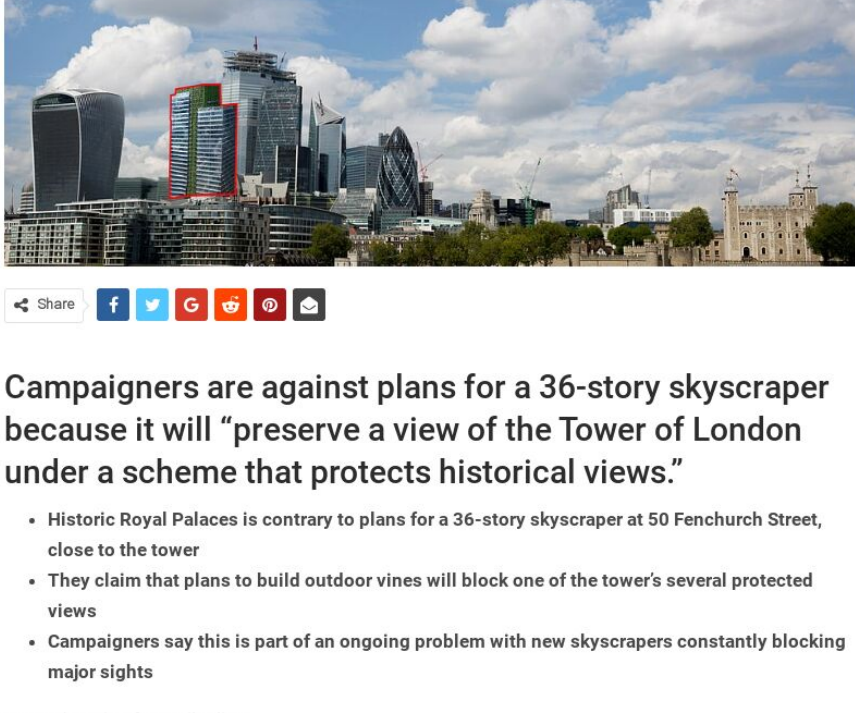 Share
Campaigners are against plans for a 36-story skyscraper
because it will “preserve a view of the Tower of London
under a scheme that protects historical views.”
• Historic Royal Palaces is contrary to plans for a 36-story skyscraper at 50 Fenchurch Street,
close to the tower
• They claim that plans to build outdoor vines will block one of the tower’s several protected
views
• Campaigners say this is part of an ongoing problem with new skyscrapers constantly blocking
major sights